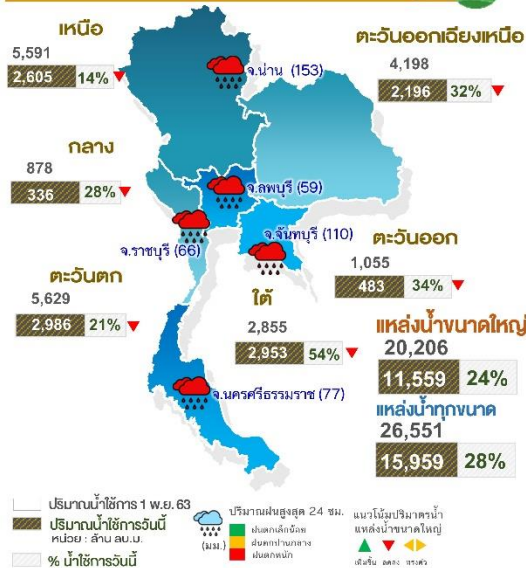 เหนือ
5,591
2,605 14%
จ.น่าน (153)
ตะวันออกเฉียงเหนือ
4,198
2,196 32%
กลาง
878
336 28%
จ.ลพบุรี (59)
จ.ราชบุรี (66)
จ.จันทบุรี (110)
ตะวันออก
1,055
483 34%
ตะวันตก
5,629
2,986 21%
ใต้
2,855
2,953 54%
จ.นครศรีธรรมราช (77)
แหล่งน้ำขนาดใหญ่
20,206
11,559 24%
แหล่งน้ำทุกขนาด
26,551
15,959 28%
ปริมาณน้ำใช้การ 1 พ.ย. 63
ปริมาณน้ำใช้การวันนี้
หน่วย : ล้าน ลบ.ม.
% น้ำใช้การวันนี้
ปริมาณฝนสูงสุด 24 ชม.
(มม.)
ฝนตกเล็กน้อย
ฝนตกปานกลาง
ฝนตกหนัก
แนวโน้มปริมาตรน้ำ
แหล่งน้ำขนาดใหญ่
เพิ่มขึ้น ลดลง ทรงตัว